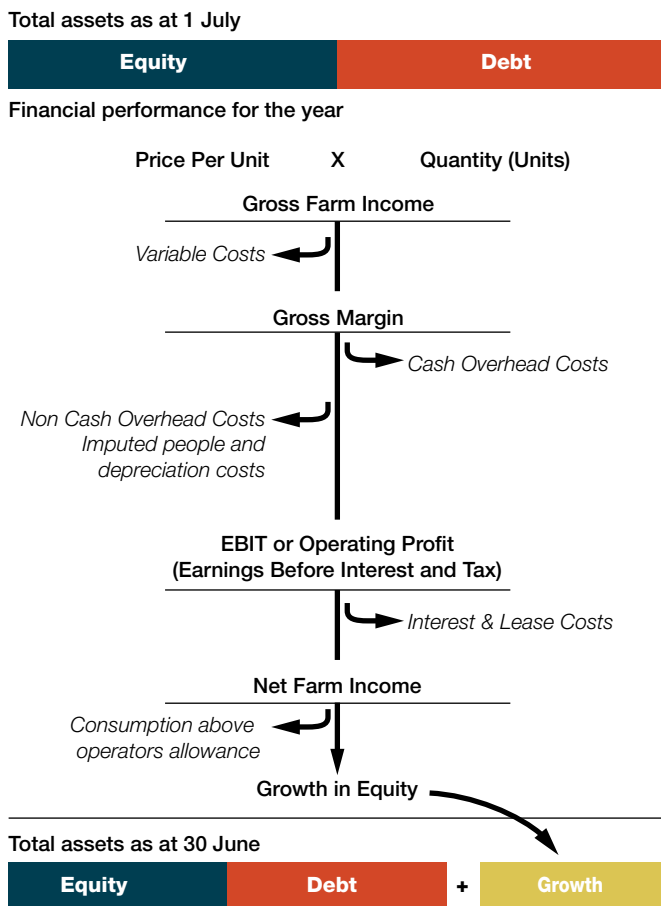 Total assets as at 1 July
Equity Debt
Financial performance for the year
Price Per Unit X Quantity (Units)
Gross Farm Income
Variable Costs
Gross Margin
Cash Overhead Costs
Non Cash Overhead Costs
Imputed people and
depreciation costs
EBIT or Operating Profit
(Earnings Before Interest and Tax)
Interest & Lease Costs
Net Farm Income
Consumption above
operators allowance
Growth in Equity
Total assets as at 30 June
Equity Debt + Growth